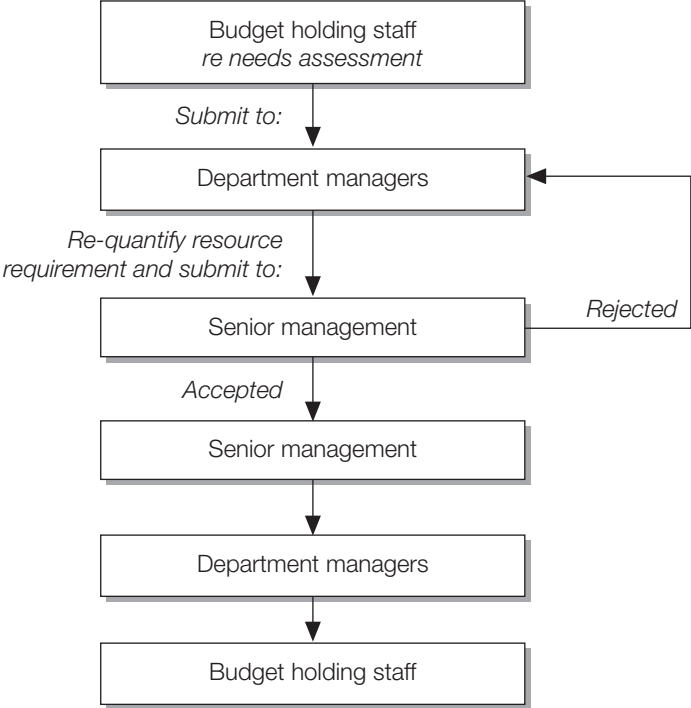 Budget holding staff
re needs assessment
Submit to:
Department managers
Re-quantify resource
requirement and submit to:
Senior management
Rejected
Accepted
Senior management
Department managers
Budget holding staff